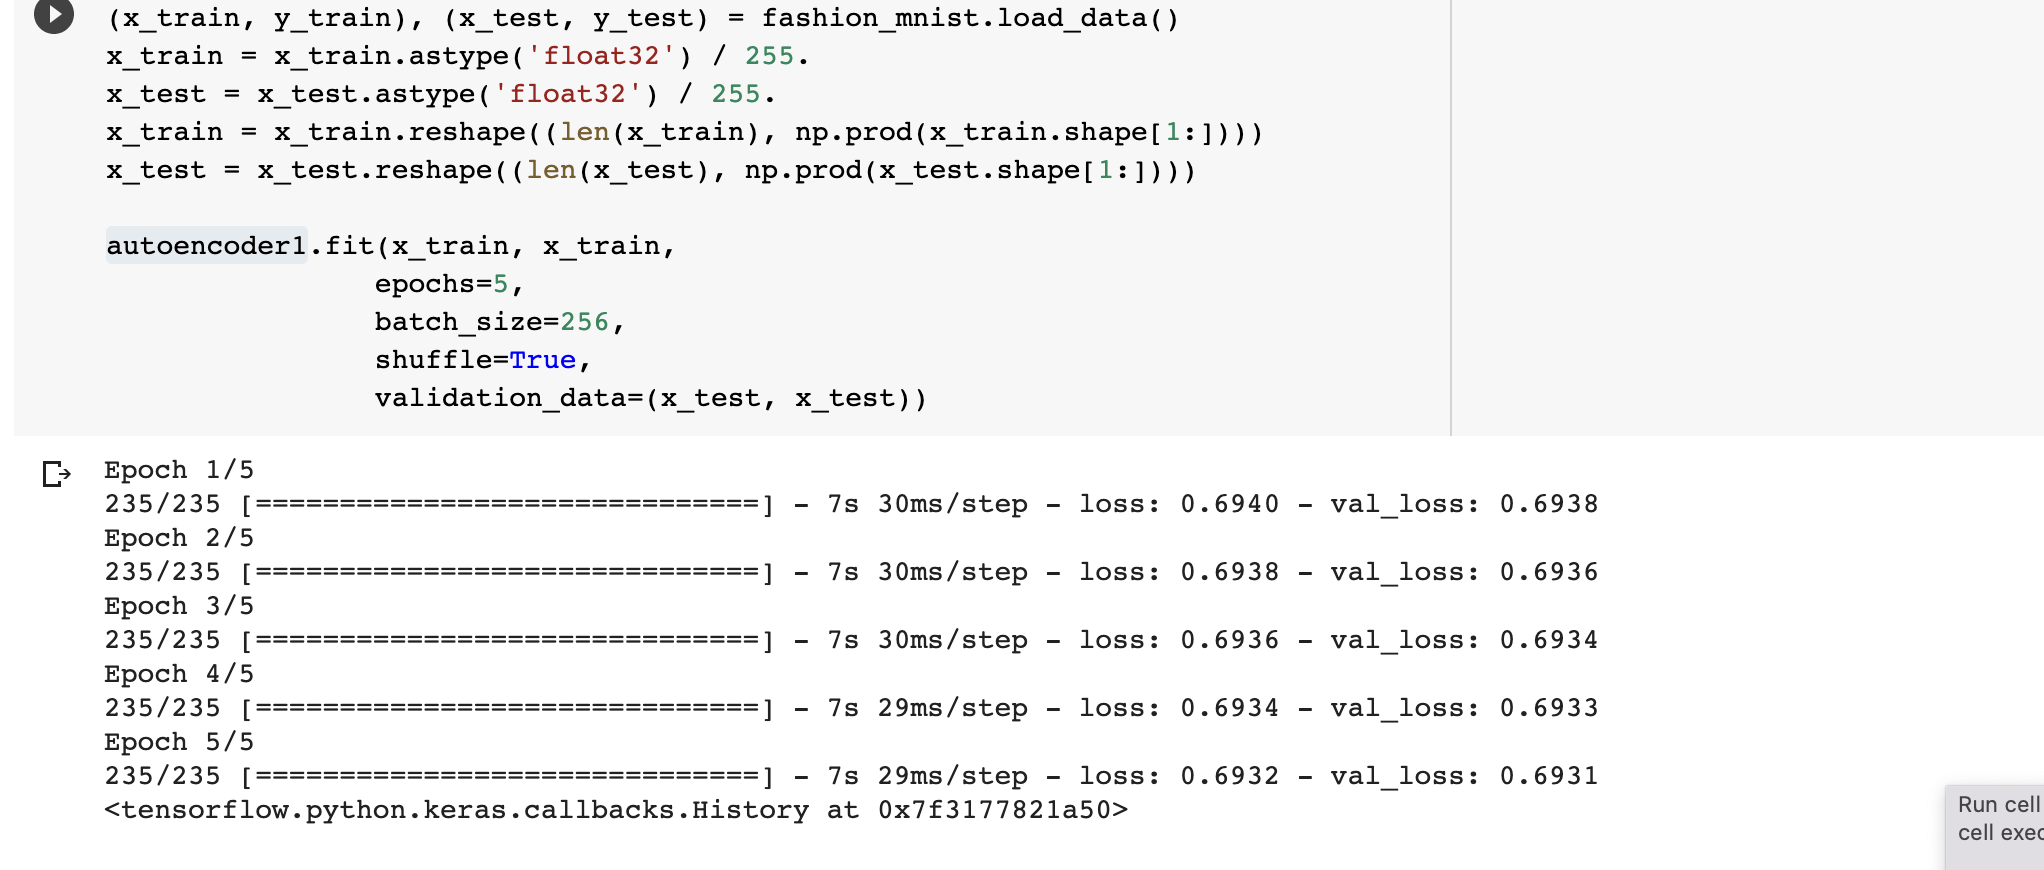 (x_train, y_train), (x_test, y_test) = fashion_mnist.load_data()
x_train = x_train.astype('float32') / 255.
x_test = x_test.astype('float32') / 255.
x_train = x_train.reshape((len(x_train), np.prod(x_train.shape[1:])))
x_test = x_test.reshape((len(x_test), np.prod(x_test.shape[1:])))
autoencoder1.fit(x_train, x_train,
epochs=5,
batch_size=256,
shuffle=True,
validation_data=(x_test, x_test))
Epoch 1/5
235/235 [==============================] - 7s 30ms/step - loss: 0.6940 - val_loss: 0.6938
Epoch 2/5
235/235 [==============================] - 7s 30ms/step - loss: 0.6938 - val_loss: 0.6936
Epoch 3/5
235/235 [==============================] - 7s 30ms/step - loss: 0.6936 - val_loss: 0.6934
Epoch 4/5
235/235 [==============================] - 7s 29ms/step - loss: 0.6934 - val_loss: 0.6933
Epoch 5/5
235/235 [==============================] - 7s 29ms/step - loss: 0.6932 - val_loss: 0.6931
<tensorflow.python.keras.callbacks.History at 0x7f3177821a50>
Run cell
cell